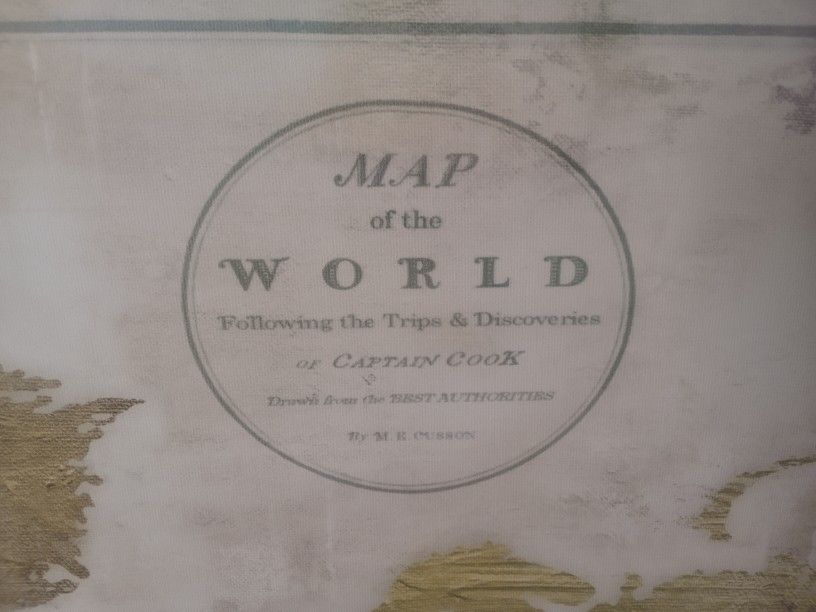 MAP
of the
WORLD
Following the Trips & Discoveries
OF CAPTAIN COOK
Drawn from the BEST AUTHORITIES
By M. E. CUSSON